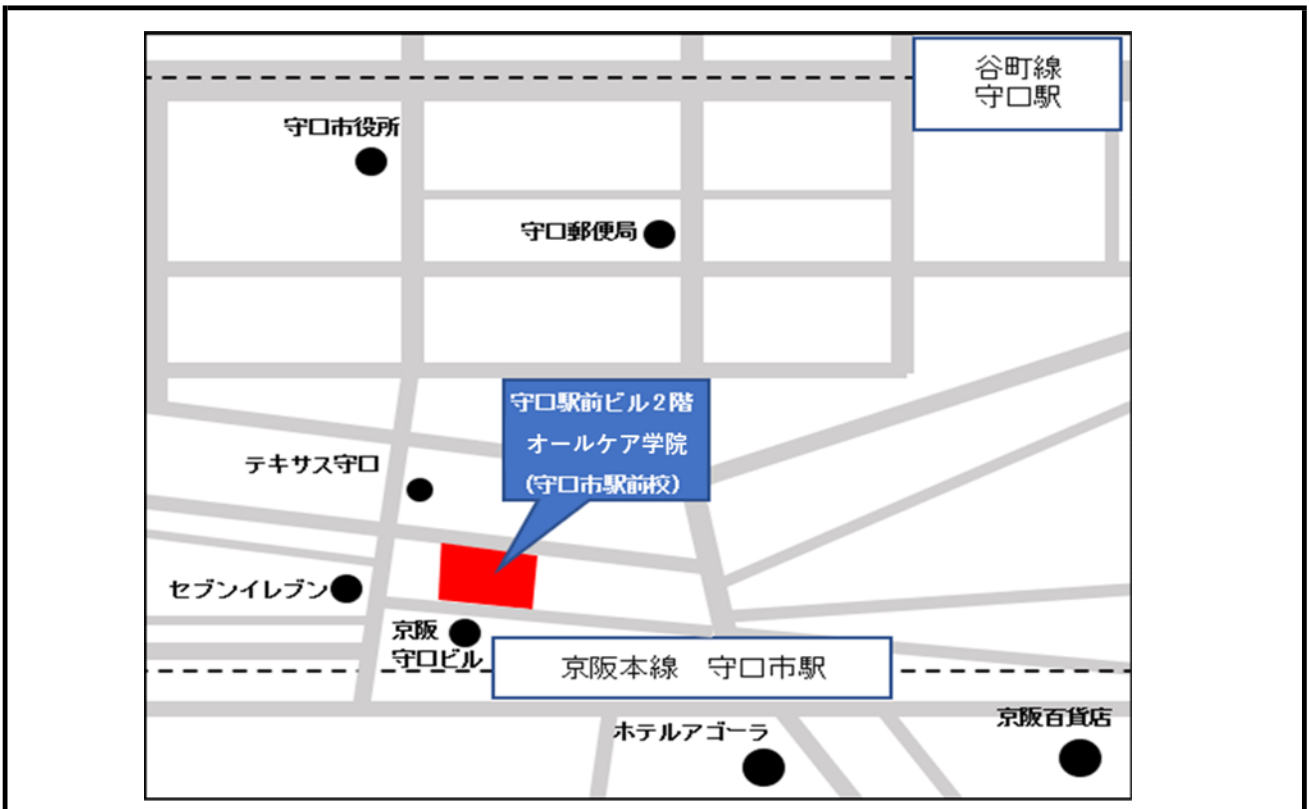 谷町線
守口駅
守口市役所
守口郵便局
守口駅前ビル2階
オールケア学院
(守口市駅前校)
テキサス守口
セブンイレブン
京阪
守口ビル
京阪本線 守口市駅
京阪百貨店
ホテルアゴーラ